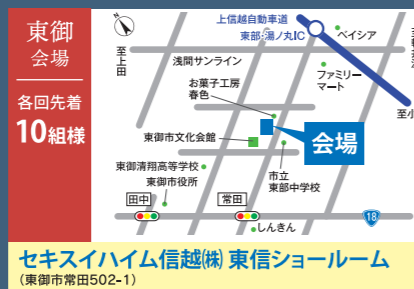 東御
会場
各回先着
10組様
上信越自動車道
東部・湯ノ丸IC
ベイシア
至上田
浅間サンライン
お菓子工房
春色
ファミリー
マート
至小
会場
東御市文化会館
市立
東部中学校
東御清翔高等学校
東御市役所
田中
常田
18
しんきん
セキスイハイム信越㈱ 東信ショールーム
(東御市常田502-1)